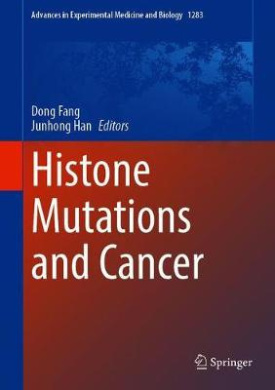 Advances in Experimental Medicine and Biology 1283
Dong Fang
Junhong Han Editors
Histone
Mutations
and Cancer
Springer